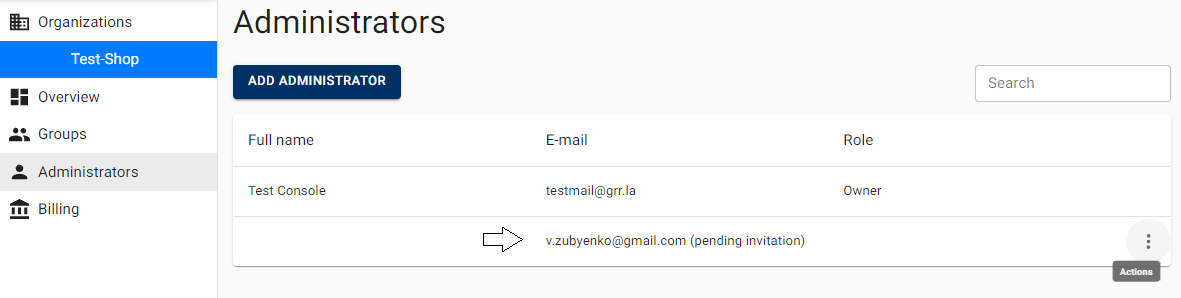 Organizations
Test-Shop
Overview
Groups
Administrators
Billing
Administrators
ADD ADMINISTRATOR
Search
Full name E-mail Role
Test Console testmail@grr.la Owner
v.zubyenko@gmail.com (pending invitation)
Actions